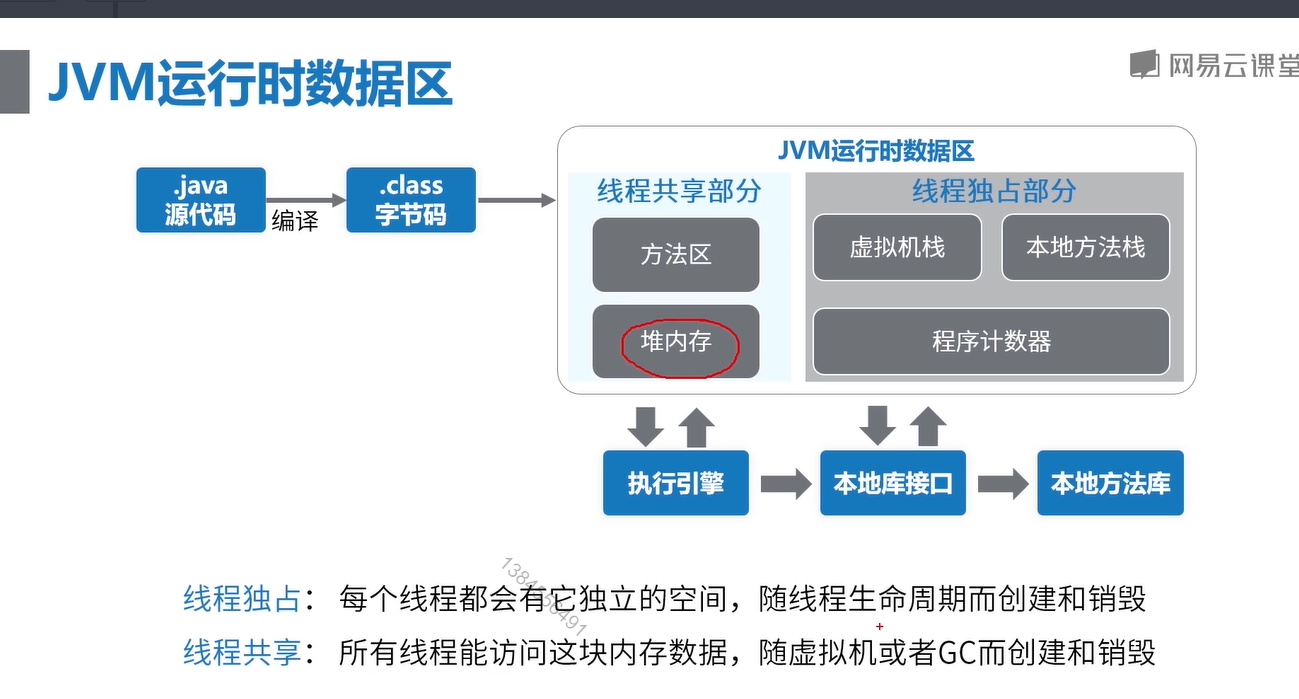 JVM运行时数据区
网易云课堂
JVM运行时数据区
.java
源代码
编译
.class
字节码
线程共享部分
线程独占部分
方法区
虚拟机栈
本地方法栈
堆内存
程序计数器
执行引擎
本地库接口
本地方法库
线程独占： 每个线程都会有它独立的空间，随线程生命周期而创建和销毁
线程共享： 所有线程能访问这块内存数据，随虚拟机或者GC而创建和销毁